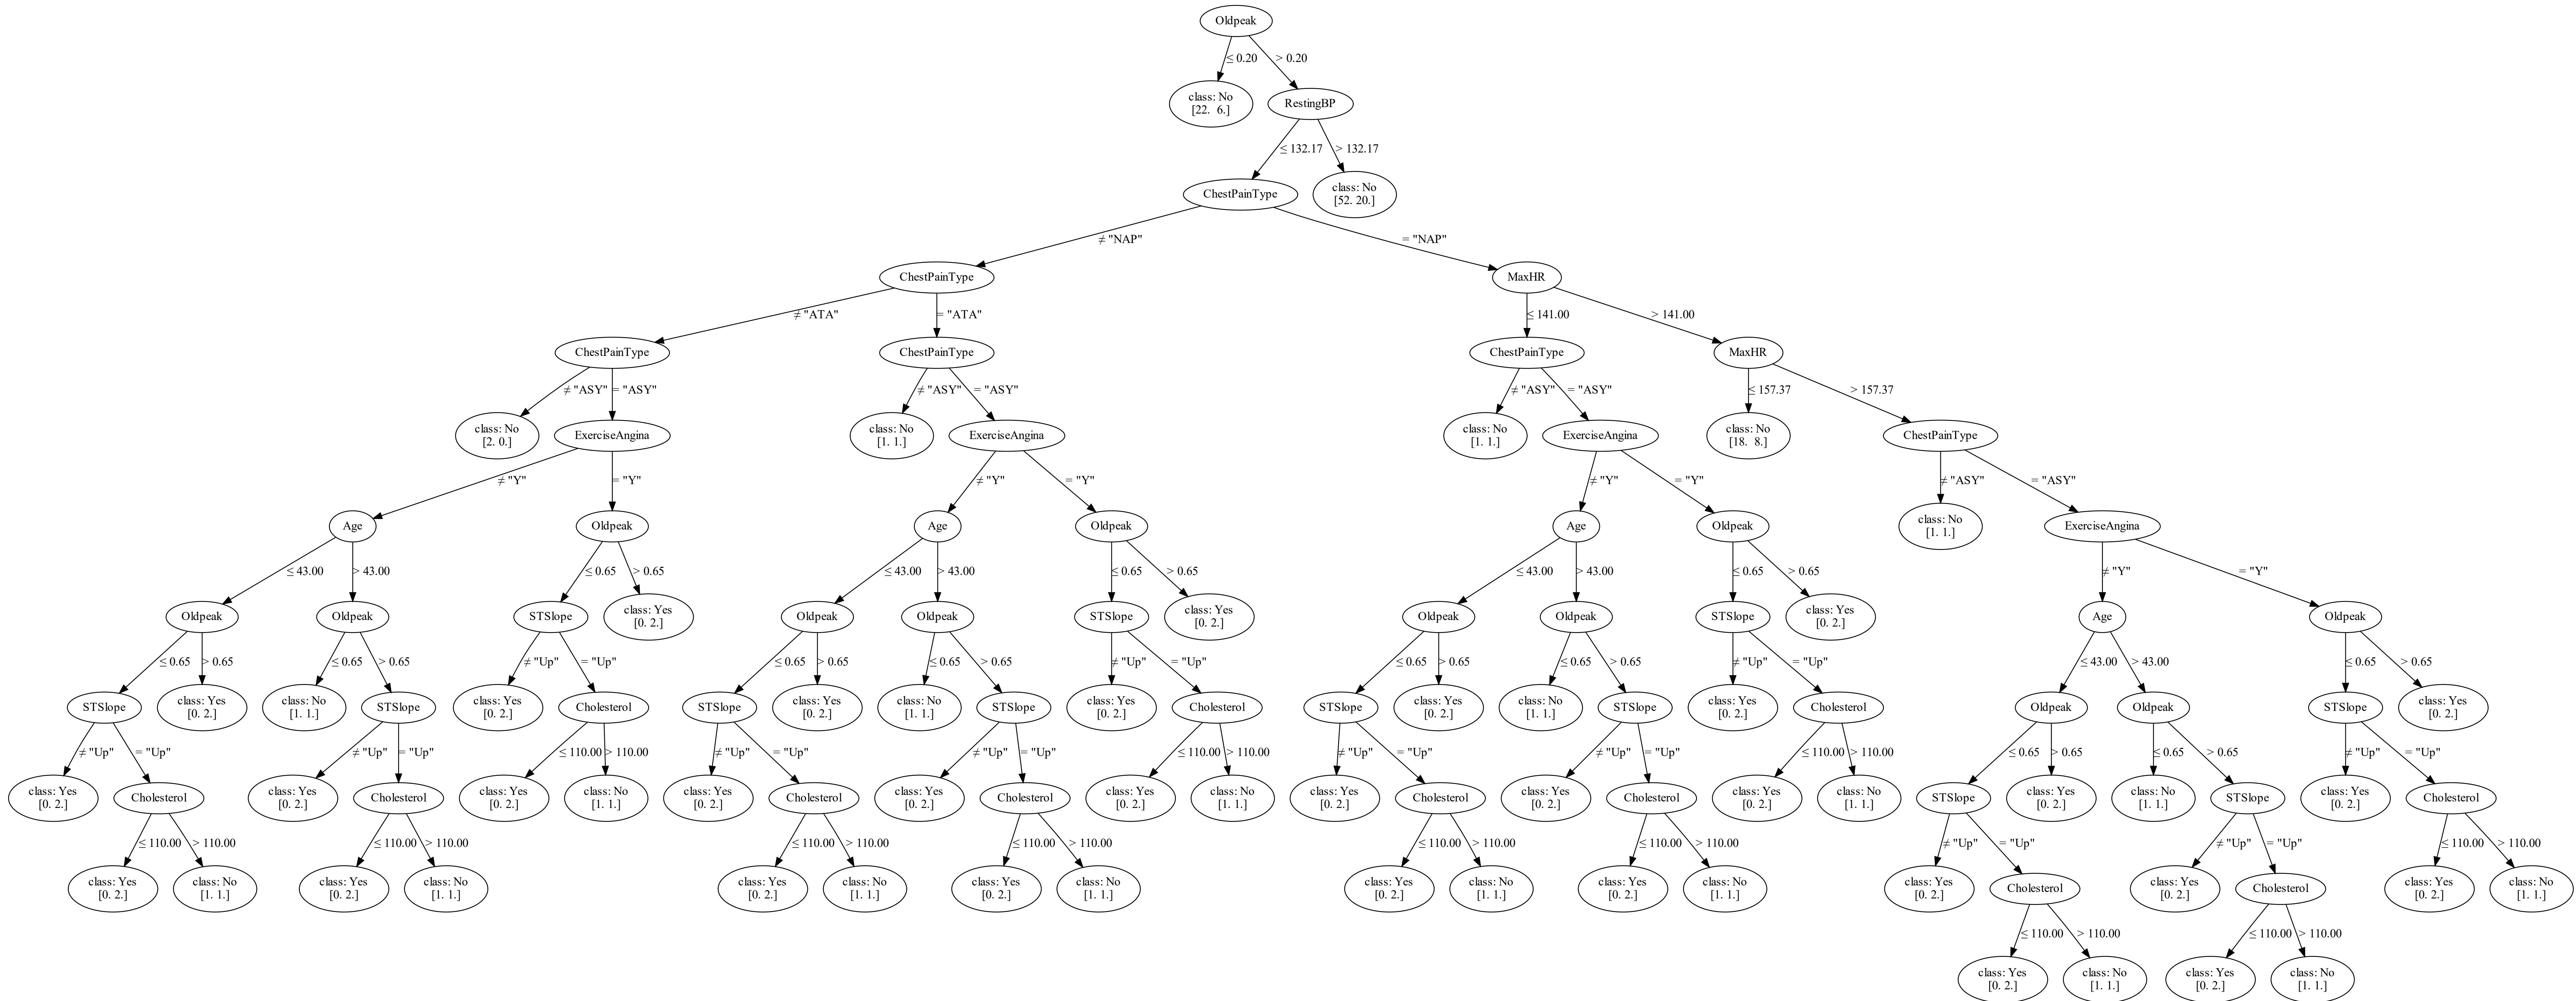 Oldpeak
≤ 0.20
> 0.20
class: No
[22.  6.]
RestingBP
≤ 132.17
> 132.17
ChestPainType
class: No
[52. 20.]
≠ "NAP"
= "NAP"
ChestPainType
MaxHR
≠ "ATA"
= "ATA"
≤ 141.00
> 141.00
ChestPainType
ChestPainType
ChestPainType
MaxHR
≠ "ASY"
= "ASY"
≠ "ASY"
= "ASY"
≠ "ASY"
= "ASY"
≤ 157.37
> 157.37
class: No
[2. 0.]
ExerciseAngina
class: No
[1. 1.]
ExerciseAngina
class: No
[1. 1.]
ExerciseAngina
class: No
[18.  8.]
ChestPainType
≠ "Y"
= "Y"
≠ "Y"
= "Y"
≠ "Y"
= "Y"
≠ "ASY"
= "ASY"
Age
Oldpeak
Age
Oldpeak
Age
Oldpeak
class: No
[1. 1.]
ExerciseAngina
≤ 43.00
> 43.00
≤ 0.65
> 0.65
≤ 43.00
> 43.00
≤ 0.65
> 0.65
≤ 43.00
> 43.00
≤ 0.65
> 0.65
≠ "Y"
= "Y"
Oldpeak
Oldpeak
STSlope
class: Yes
[0. 2.]
Oldpeak
Oldpeak
STSlope
class: Yes
[0. 2.]
Oldpeak
Oldpeak
STSlope
class: Yes
[0. 2.]
Age
Oldpeak
≤ 0.65
> 0.65
≤ 0.65
> 0.65
≠ "Up"
= "Up"
≤ 0.65
> 0.65
≤ 0.65
> 0.65
≠ "Up"
= "Up"
≤ 0.65
> 0.65
≤ 0.65
> 0.65
≠ "Up"
= "Up"
≤ 43.00
> 43.00
≤ 0.65
> 0.65
STSlope
class: Yes
[0. 2.]
class: No
[1. 1.]
STSlope
class: Yes
[0. 2.]
Cholesterol
STSlope
class: Yes
[0. 2.]
class: No
[1. 1.]
STSlope
class: Yes
[0. 2.]
Cholesterol
STSlope
class: Yes
[0. 2.]
class: No
[1. 1.]
STSlope
class: Yes
[0. 2.]
Cholesterol
Oldpeak
Oldpeak
STSlope
class: Yes
[0. 2.]
≠ "Up"
= "Up"
≠ "Up"
= "Up"
≤ 110.00
> 110.00
≠ "Up"
= "Up"
≠ "Up"
= "Up"
≤ 110.00
> 110.00
≠ "Up"
= "Up"
≠ "Up"
= "Up"
≤ 110.00
> 110.00
≤ 0.65
> 0.65
≤ 0.65
> 0.65
≠ "Up"
= "Up"
class: Yes
[0. 2.]
Cholesterol
class: Yes
[0. 2.]
Cholesterol
class: Yes
[0. 2.]
class: No
[1. 1.]
class: Yes
[0. 2.]
Cholesterol
class: Yes
[0. 2.]
Cholesterol
class: Yes
[0. 2.]
class: No
[1. 1.]
class: Yes
[0. 2.]
Cholesterol
class: Yes
[0. 2.]
Cholesterol
class: Yes
[0. 2.]
class: No
[1. 1.]
STSlope
class: Yes
[0. 2.]
class: No
[1. 1.]
STSlope
class: Yes
[0. 2.]
Cholesterol
≤ 110.00
> 110.00
≤ 110.00
> 110.00
≤ 110.00
> 110.00
≤ 110.00
> 110.00
≤ 110.00
> 110.00
≤ 110.00
> 110.00
≠ "Up"
= "Up"
≠ "Up"
= "Up"
≤ 110.00
> 110.00
class: Yes
[0. 2.]
class: No
[1. 1.]
class: Yes
[0. 2.]
class: No
[1. 1.]
class: Yes
[0. 2.]
class: No
[1. 1.]
class: Yes
[0. 2.]
class: No
[1. 1.]
class: Yes
[0. 2.]
class: No
[1. 1.]
class: Yes
[0. 2.]
class: No
[1. 1.]
class: Yes
[0. 2.]
Cholesterol
class: Yes
[0. 2.]
Cholesterol
class: Yes
[0. 2.]
class: No
[1. 1.]
≤ 110.00
> 110.00
≤ 110.00
> 110.00
class: Yes
[0. 2.]
class: No
[1. 1.]
class: Yes
[0. 2.]
class: No
[1. 1.]